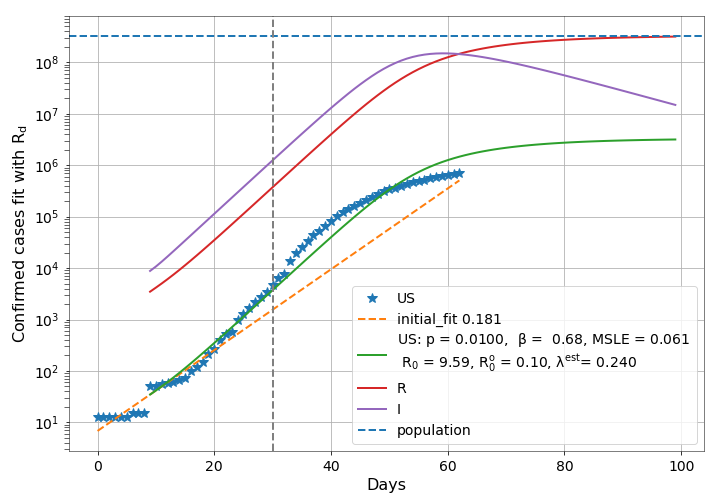 Confirmed cases fit with R_d
10^8
10^7
10^6
10^5
10^4
10^3
10^2
10^1
US
initial_fit 0.181
US: p = 0.0100, β = 0.68, MSLE = 0.061
R_0 = 9.59, R_0^o = 0.10, λ^est= 0.240
R
I
population
0 20 40 60 80 100
Days